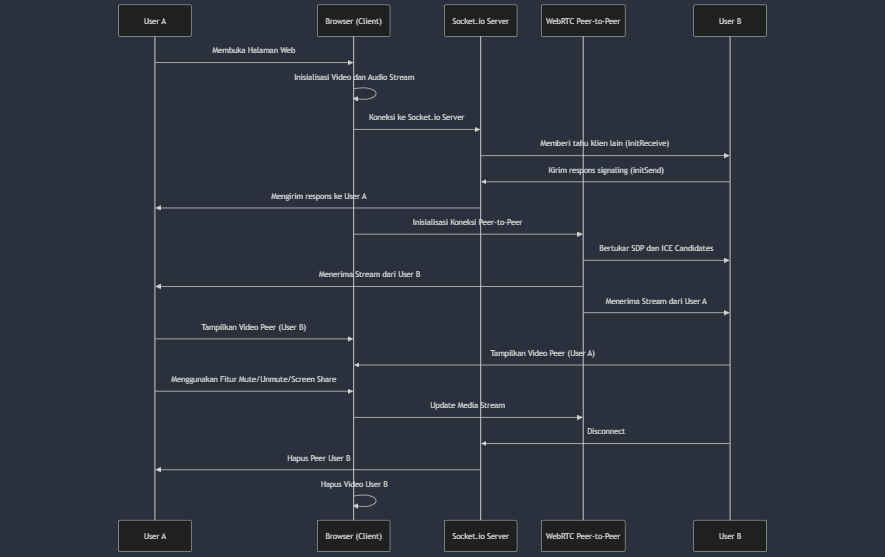 User A
Browser (Client)
Socket.io Server
WebRTC Peer-to-Peer
User B
Membuka Halaman Web
Inisialisasi Video dan Audio Stream
Koneksi ke Socket.io Server
Memberi tahu klien lain (initReceive)
Kirim respons signaling (initSend)
Mengirim respons ke User A
Inisialisasi Koneksi Peer-to-Peer
Bertukar SDP dan ICE Candidates
Menerima Stream dari User B
Menerima Stream dari User A
Tampilkan Video Peer (User B)
Tampilkan Video Peer (User A)
Menggunakan Fitur Mute/Unmute/Screen Share
Update Media Stream
Disconnect
Hapus Peer User B
Hapus Video User B
User A
Browser (Client)
Socket.io Server
WebRTC Peer-to-Peer
User B